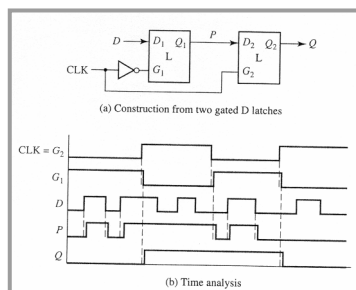 D D₁ Q₁ P D₂ Q₂ Q
L L
CLK G₁ G₂
(a) Construction from two gated D latches
CLK = G₂
G₁
D
P
Q
(b) Time analysis